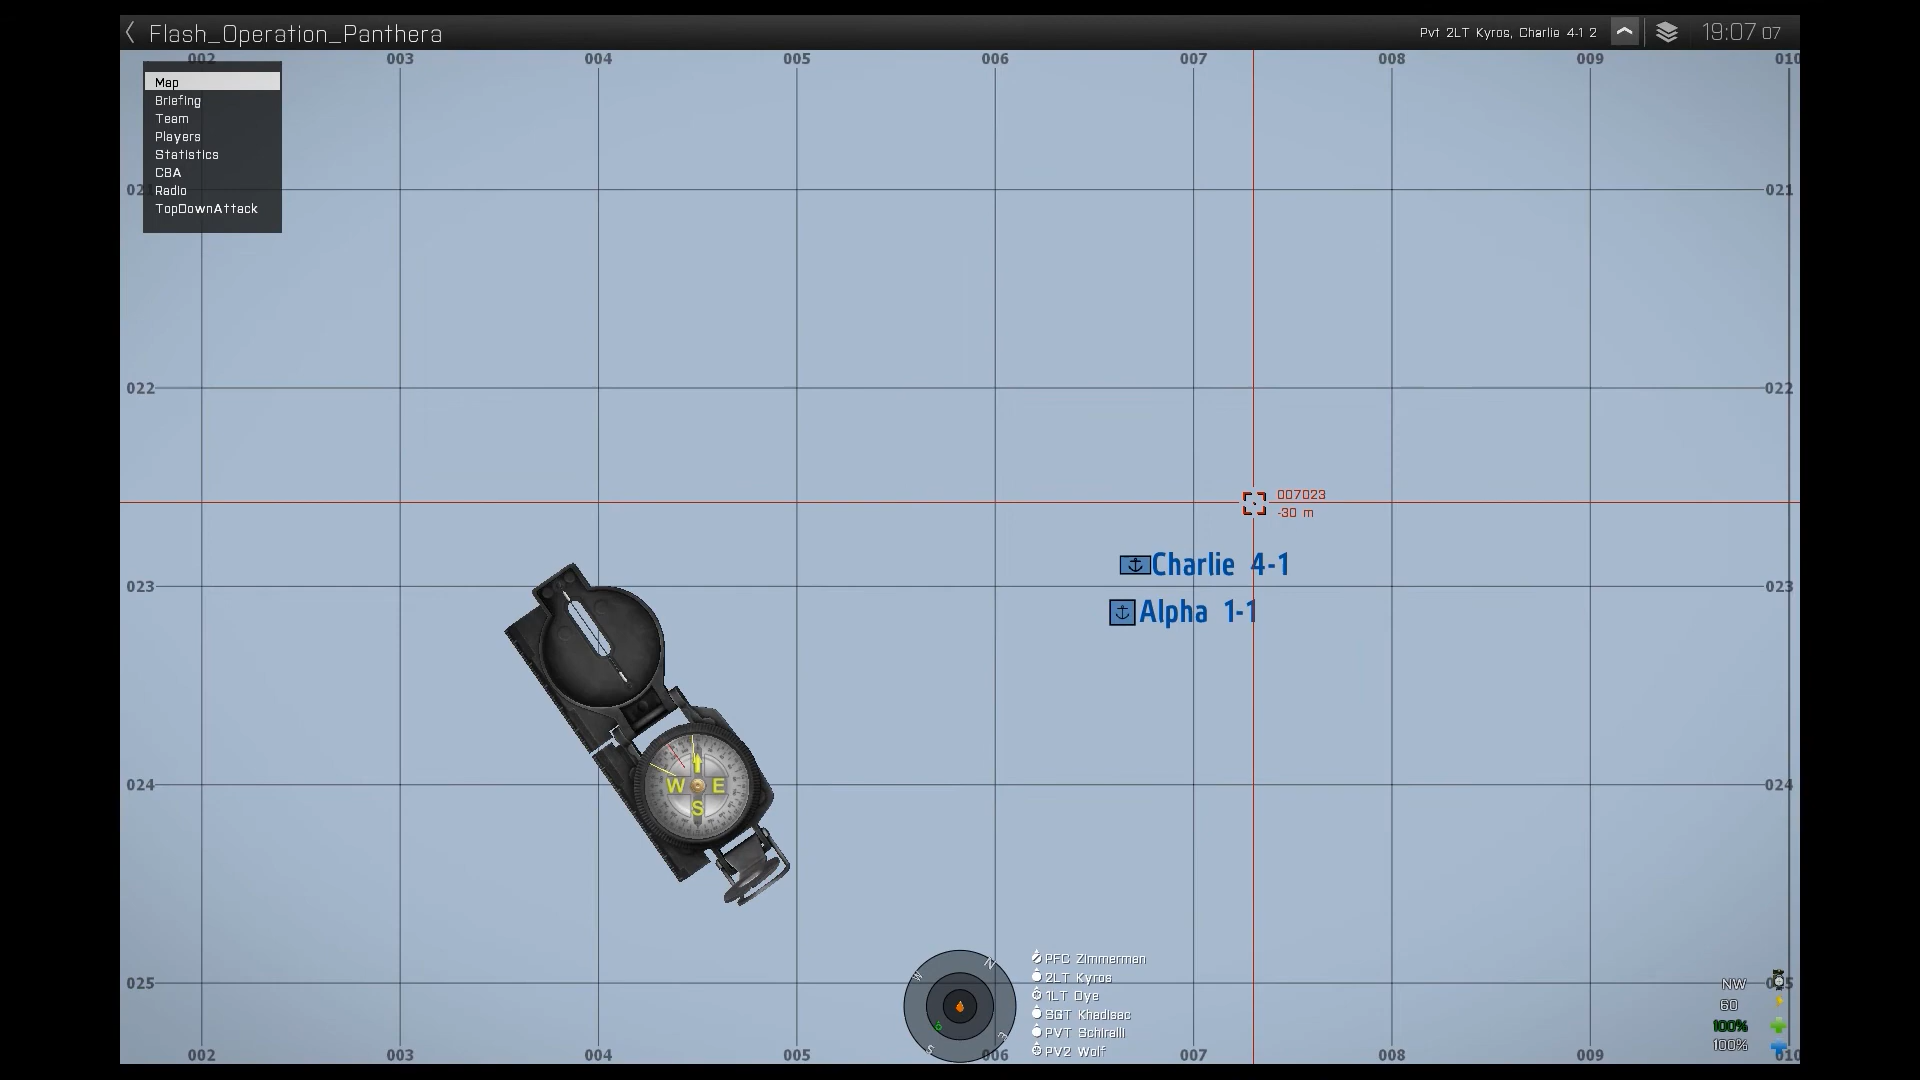 Flash_Operation_Panthera
Pvt 2LT Kyros, Charlie 4-1 2
19:07 07
002 003 004 005 006 007 008 009 010
Map
Briefing
Team
Players
Statistics
CBA
Radio
TopDownAttack
021 021
022 022
007023
-30 m
Charlie 4-1
023 023
Alpha 1-1
024 024
W E
S
025
N
W
E
S
PFC Zimmerman
2LT Kyros
1LT Dye
SGT Khadisac
PVT Schiralli
PV2 Wolf
NW
60
100%
100%
002 003 004 005 006 007 008 009 010